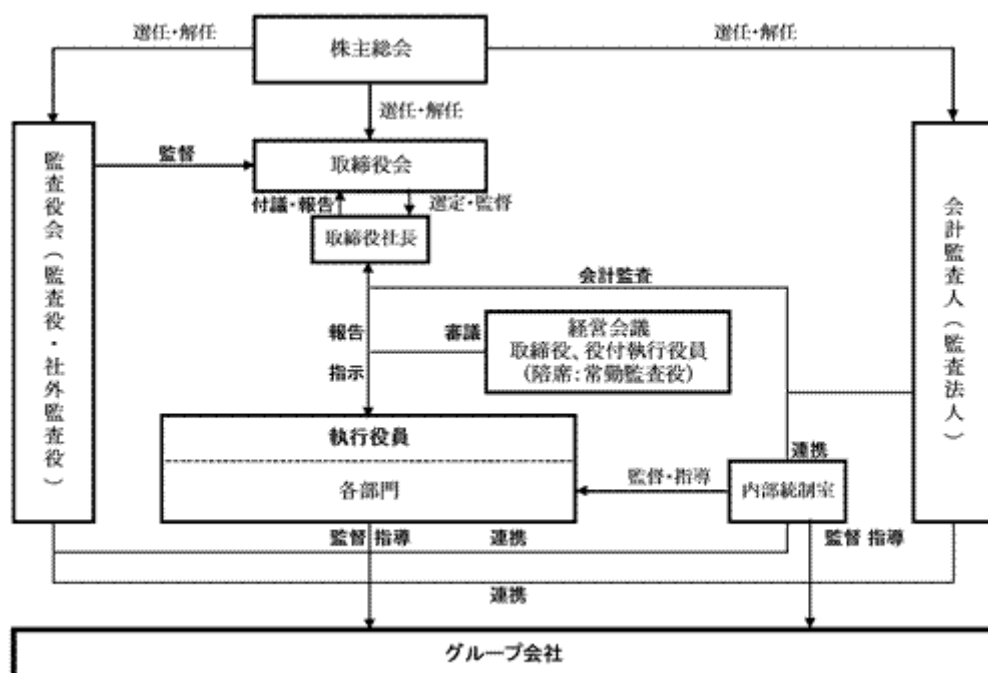 選任・解任
株主総会
選任・解任
選任・解任
監査役会(監査役・社外監査役)
監督
取締役会
付議・報告
選定・監督
取締役社長
会計監査人(監査法人)
会計監査
報告
審議
経営会議
取締役、役付執行役員
(陪席:常勤監査役)
指示
執行役員
各部門
監督・指導
連携
内部統制室
監督 指導
連携
監督 指導
連携
グループ会社